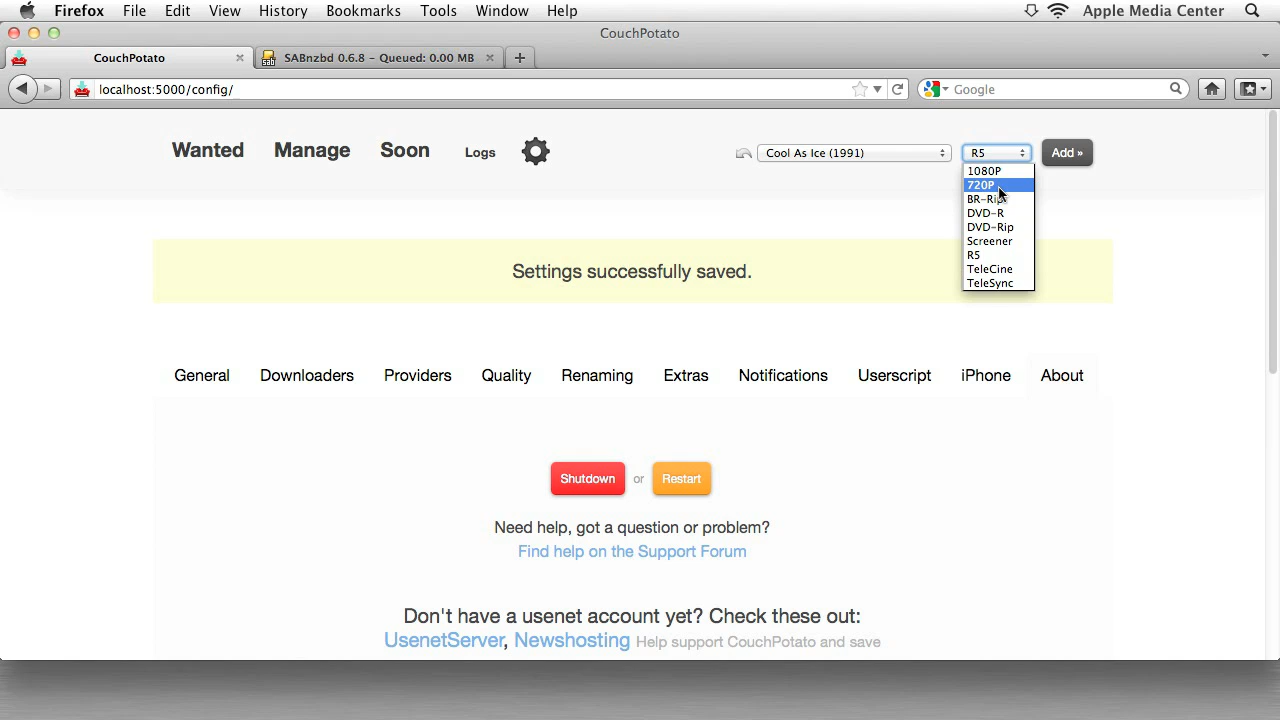 Firefox File Edit View History Bookmarks Tools Window Help Apple Media Center
CouchPotato
CouchPotato SABnzbd 0.6.8 - Queued: 0.00 MB
localhost:5000/config/ Google
Wanted Manage Soon Logs Cool As Ice (1991) R5 Add »
1080P
720P
BR-Rip
DVD-R
DVD-Rip
Screener
R5
TeleCine
TeleSync
Settings successfully saved.
General Downloaders Providers Quality Renaming Extras Notifications Userscript iPhone About
Shutdown or Restart
Need help, got a question or problem?
Find help on the Support Forum
Don't have a usenet account yet? Check these out:
UsenetServer, Newshosting Help support CouchPotato and save